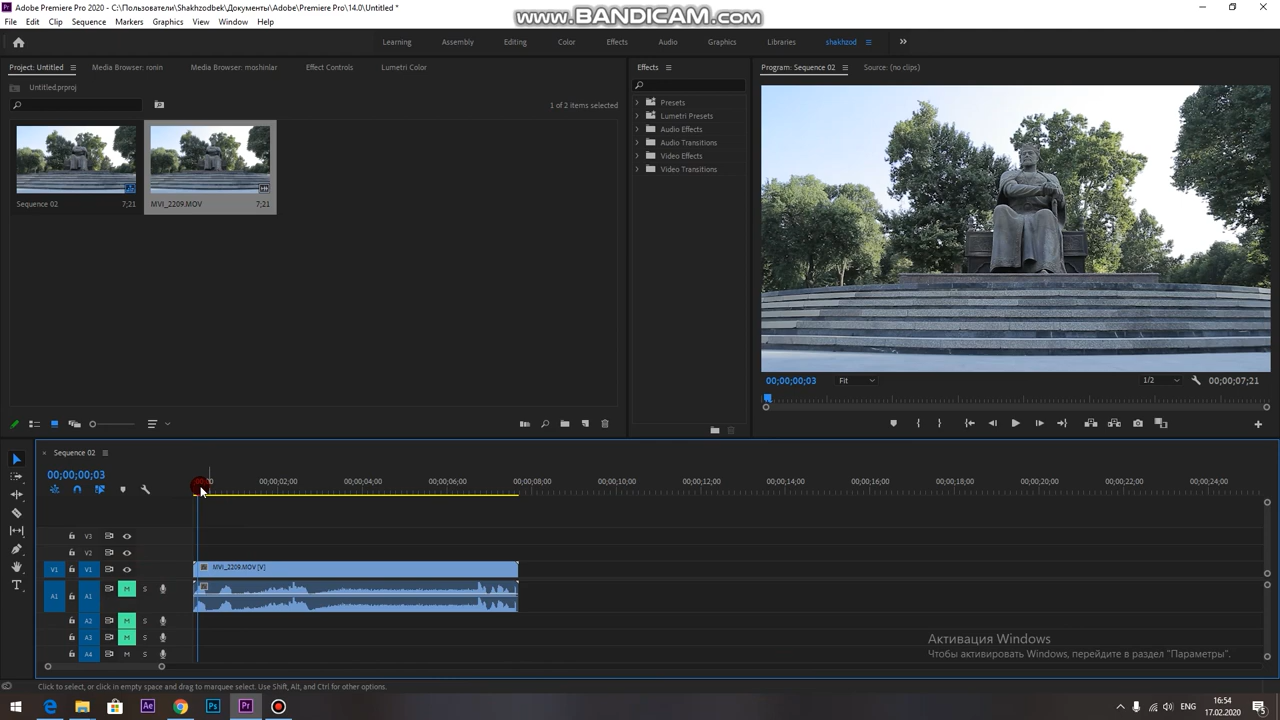 Adobe Premiere Pro 2020 - C:\Пользователи\Shakhzodbek\Документы\Adobe\Premiere Pro\14.0\Untitled *
www.BANDICAM.com
File Edit Clip Sequence Markers Graphics View Window Help
Learning Assembly Editing Color Effects Audio Graphics Libraries shakhzod
Project: Untitled Media Browser: ronin Media Browser: moshinlar Effect Controls Lumetri Color
Effects
Program: Sequence 02 Source: (no clips)
Untitled.prproj
1 of 2 items selected
Presets
Lumetri Presets
Audio Effects
Audio Transitions
Video Effects
Video Transitions
Sequence 02 7;21 MVI_2209.MOV 7;21
00;00;00;03 Fit 1/2 00;00;07;21
Sequence 02
00;00;00;03
00;00 00;00;02;00 00;00;04;00 00;00;06;00 00;00;08;00 00;00;10;00 00;00;12;00 00;00;14;00 00;00;16;00 00;00;18;00 00;00;20;00 00;00;22;00 00;00;24;00
V3
V2
V1 V1 MVI_2209.MOV [V]
A1 A1 M S
A2 M S
A3 M S
A4 M S
Активация Windows
Чтобы активировать Windows, перейдите в раздел "Параметры".
Click to select, or click in empty space and drag to marquee select. Use Shift, Alt, and Ctrl for other options.
Ae Ps Pr
ENG
16:54
17.02.2020
5